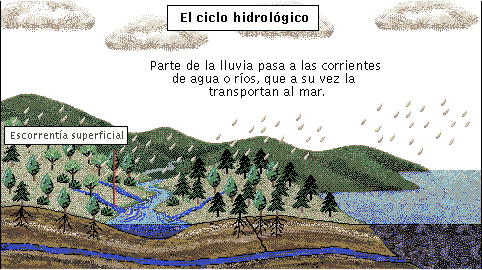 El ciclo hidrológico
Parte de la lluvia pasa a las corrientes
de agua o ríos, que a su vez la
transportan al mar.
Escorrentía superficial